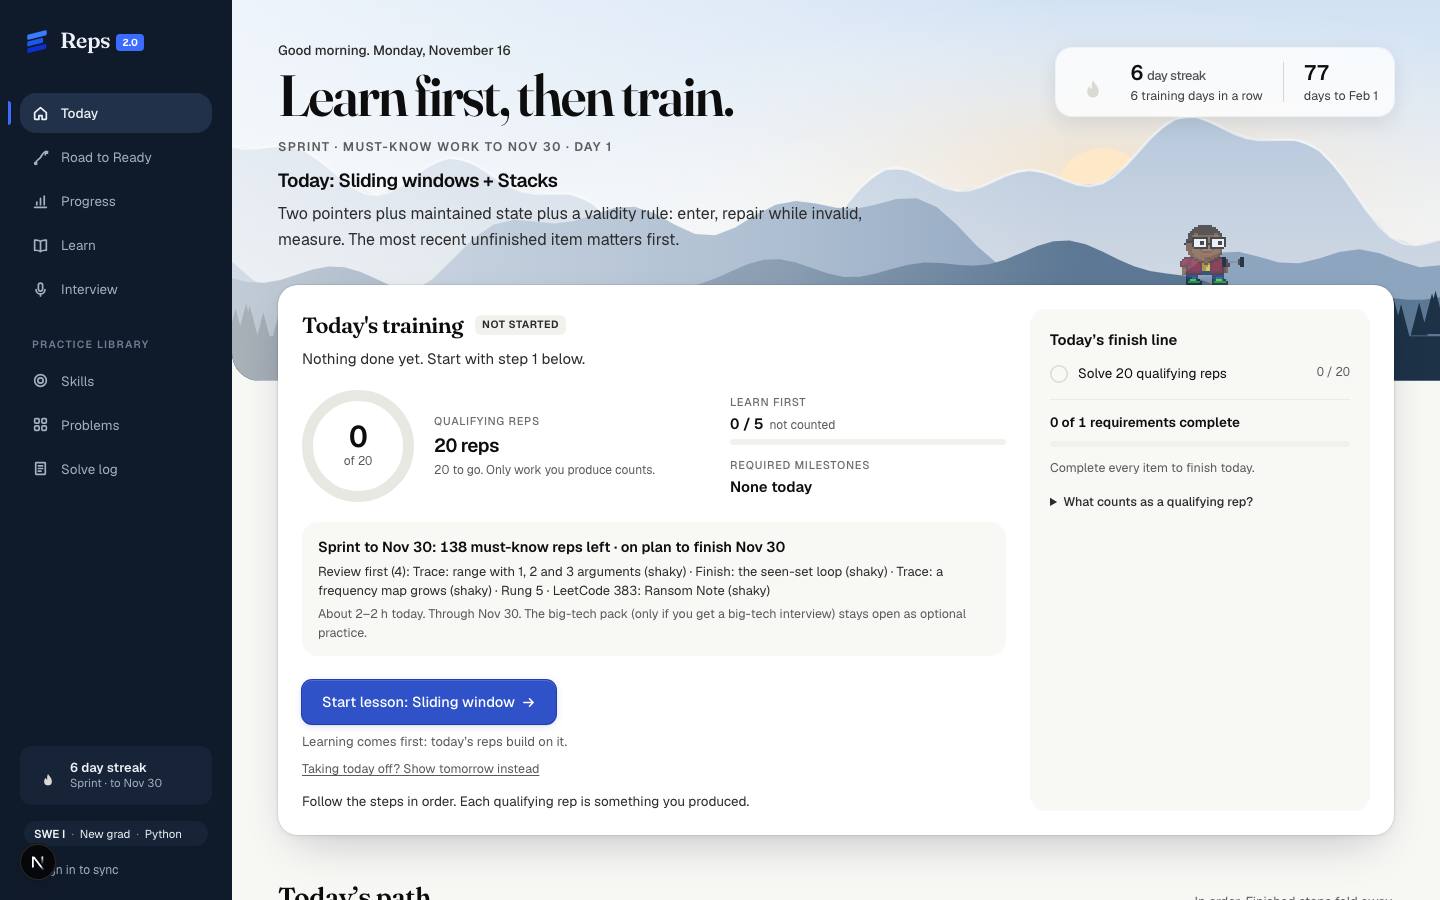 Reps 2.0
Today
Road to Ready
Progress
Learn
Interview
PRACTICE LIBRARY
Skills
Problems
Solve log
6 day streak
Sprint · to Nov 30
SWE I · New grad · Python
N
n in to sync
Good morning. Monday, November 16
Learn first, then train.
SPRINT · MUST-KNOW WORK TO NOV 30 · DAY 1
Today: Sliding windows + Stacks
Two pointers plus maintained state plus a validity rule: enter, repair while invalid,
measure. The most recent unfinished item matters first.
6 day streak
6 training days in a row
77
days to Feb 1
Today's training NOT STARTED
Nothing done yet. Start with step 1 below.
0
of 20
QUALIFYING REPS
20 reps
20 to go. Only work you produce counts.
LEARN FIRST
0 / 5 not counted
REQUIRED MILESTONES
None today
Sprint to Nov 30: 138 must-know reps left · on plan to finish Nov 30
Review first (4): Trace: range with 1, 2 and 3 arguments (shaky) · Finish: the seen-set loop (shaky) · Trace: a
frequency map grows (shaky) · Rung 5 · LeetCode 383: Ransom Note (shaky)
About 2–2 h today. Through Nov 30. The big-tech pack (only if you get a big-tech interview) stays open as optional
practice.
Start lesson: Sliding window →
Learning comes first: today's reps build on it.
Taking today off? Show tomorrow instead
Follow the steps in order. Each qualifying rep is something you produced.
Today's finish line
Solve 20 qualifying reps 0 / 20
0 of 1 requirements complete
Complete every item to finish today.
▶ What counts as a qualifying rep?
Today's path
In order. Finished steps fold away.